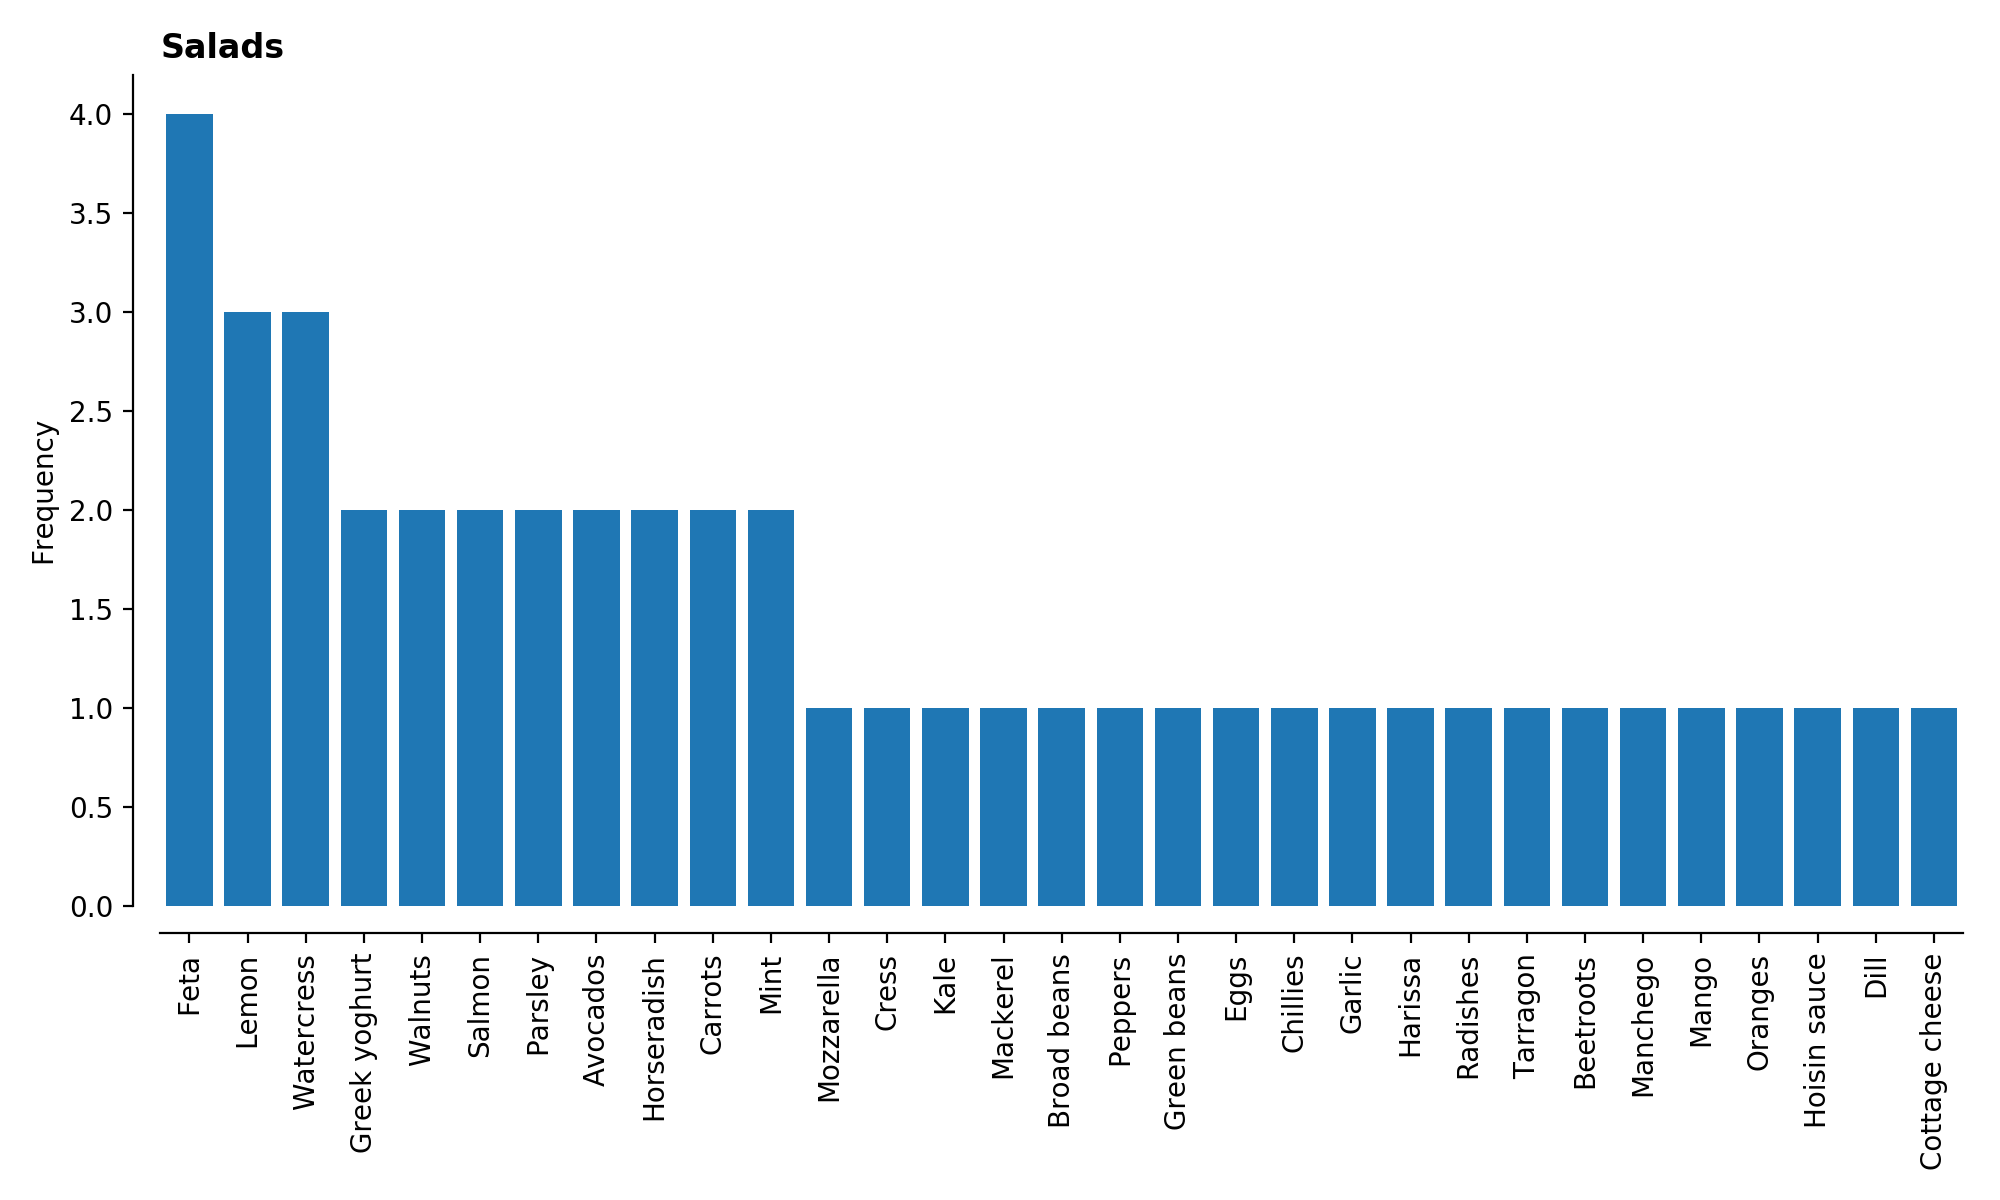 Salads
Frequency
4.0
3.5
3.0
2.5
2.0
1.5
1.0
0.5
0.0
Feta
Lemon
Watercress
Greek yoghurt
Walnuts
Salmon
Parsley
Avocados
Horseradish
Carrots
Mint
Mozzarella
Cress
Kale
Mackerel
Broad beans
Peppers
Green beans
Eggs
Chillies
Garlic
Harissa
Radishes
Tarragon
Beetroots
Manchego
Mango
Oranges
Hoisin sauce
Dill
Cottage cheese